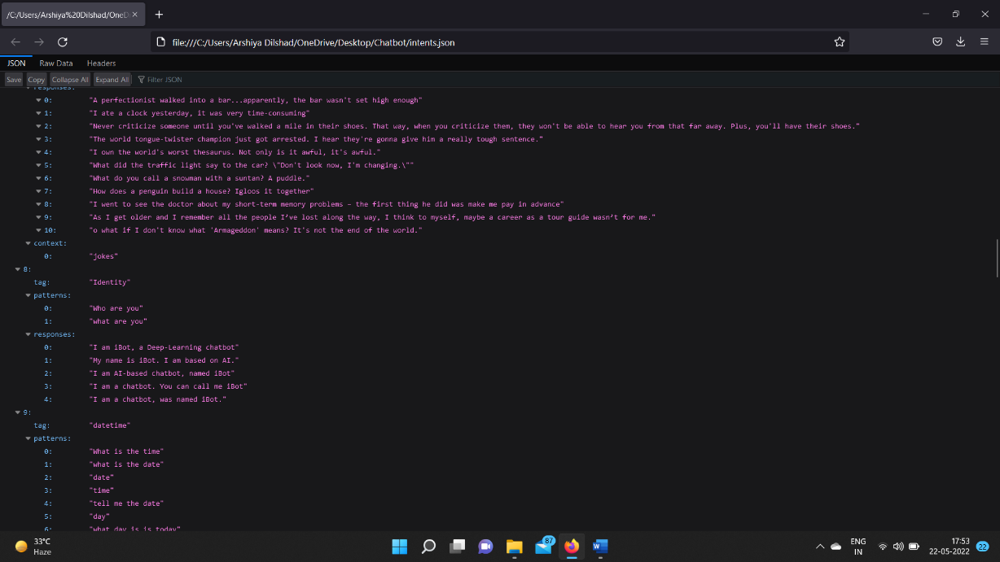 /C:/Users/Arshiya%20Dilshad/OneD
file:///C:/Users/Arshiya Dilshad/OneDrive/Desktop/Chatbot/intents.json
JSON Raw Data Headers
Save Copy Collapse All Expand All Filter JSON
responses:
0: "A perfectionist walked into a bar...apparently, the bar wasn't set high enough"
1: "I ate a clock yesterday, it was very time-consuming"
2: "Never criticize someone until you've walked a mile in their shoes. That way, when you criticize them, they won't be able to hear you from that far away. Plus, you'll have their shoes."
3: "The world tongue-twister champion just got arrested. I hear they're gonna give him a really tough sentence."
4: "I own the world's worst thesaurus. Not only is it awful, it's awful."
5: "What did the traffic light say to the car? \"Don't look now, I'm changing.\""
6: "What do you call a snowman with a suntan? A puddle."
7: "How does a penguin build a house? Igloos it together"
8: "I went to see the doctor about my short-term memory problems – the first thing he did was make me pay in advance"
9: "As I get older and I remember all the people I’ve lost along the way, I think to myself, maybe a career as a tour guide wasn’t for me."
10: "o what if I don't know what 'Armageddon' means? It's not the end of the world."
context:
0: "jokes"
8:
tag: "Identity"
patterns:
0: "Who are you"
1: "what are you"
responses:
0: "I am iBot, a Deep-Learning chatbot"
1: "My name is iBot. I am based on AI."
2: "I am AI-based chatbot, named iBot"
3: "I am a chatbot. You can call me iBot"
4: "I am a chatbot, was named iBot."
9:
tag: "datetime"
patterns:
0: "What is the time"
1: "what is the date"
2: "date"
3: "time"
4: "tell me the date"
5: "day"
6: "what day is is today"
33°C
Haze
87
W
ENG
IN
17:53
22-05-2022
22